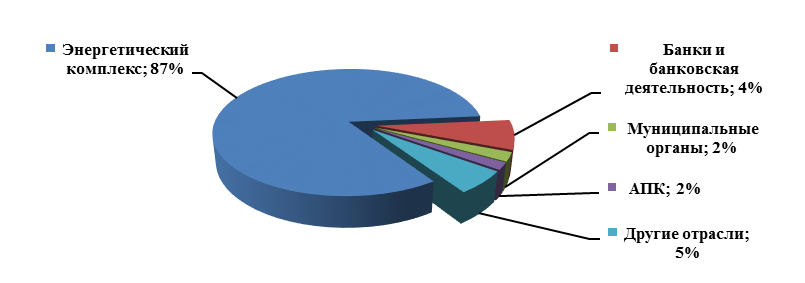 Энергетический
комплекс; 87%
Банки и
банковская
деятельность; 4%
Муниципальные
органы; 2%
АПК; 2%
Другие отрасли;
5%